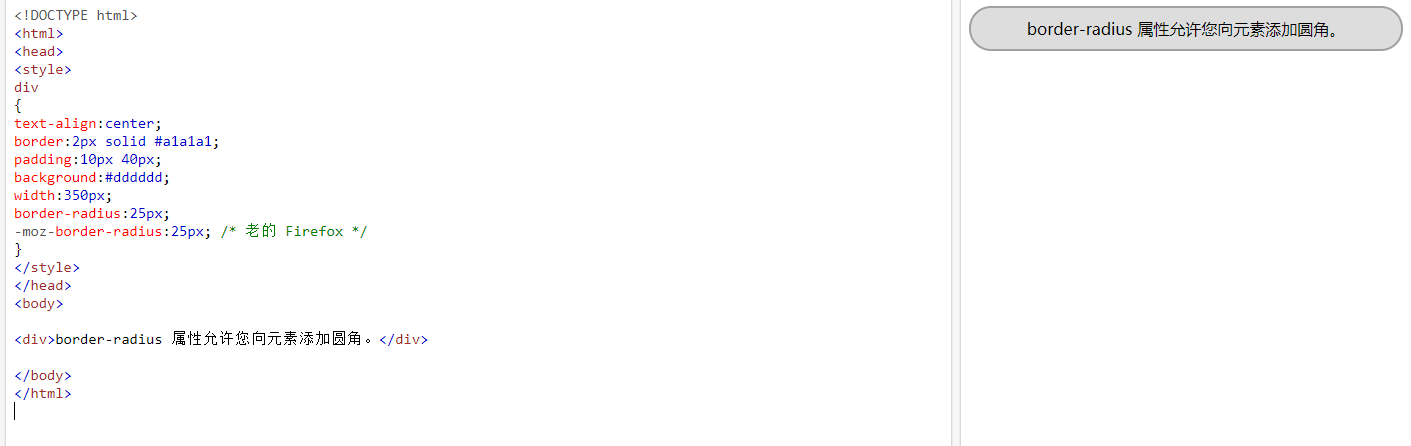 <!DOCTYPE html>
<html>
<head>
<style>
div
{
text-align:center;
border:2px solid #a1a1a1;
padding:10px 40px;
background:#dddddd;
width:350px;
border-radius:25px;
-moz-border-radius:25px; /* 老的 Firefox */
}
</style>
</head>
<body>
<div>border-radius 属性允许您向元素添加圆角。</div>
</body>
</html>
border-radius 属性允许您向元素添加圆角。